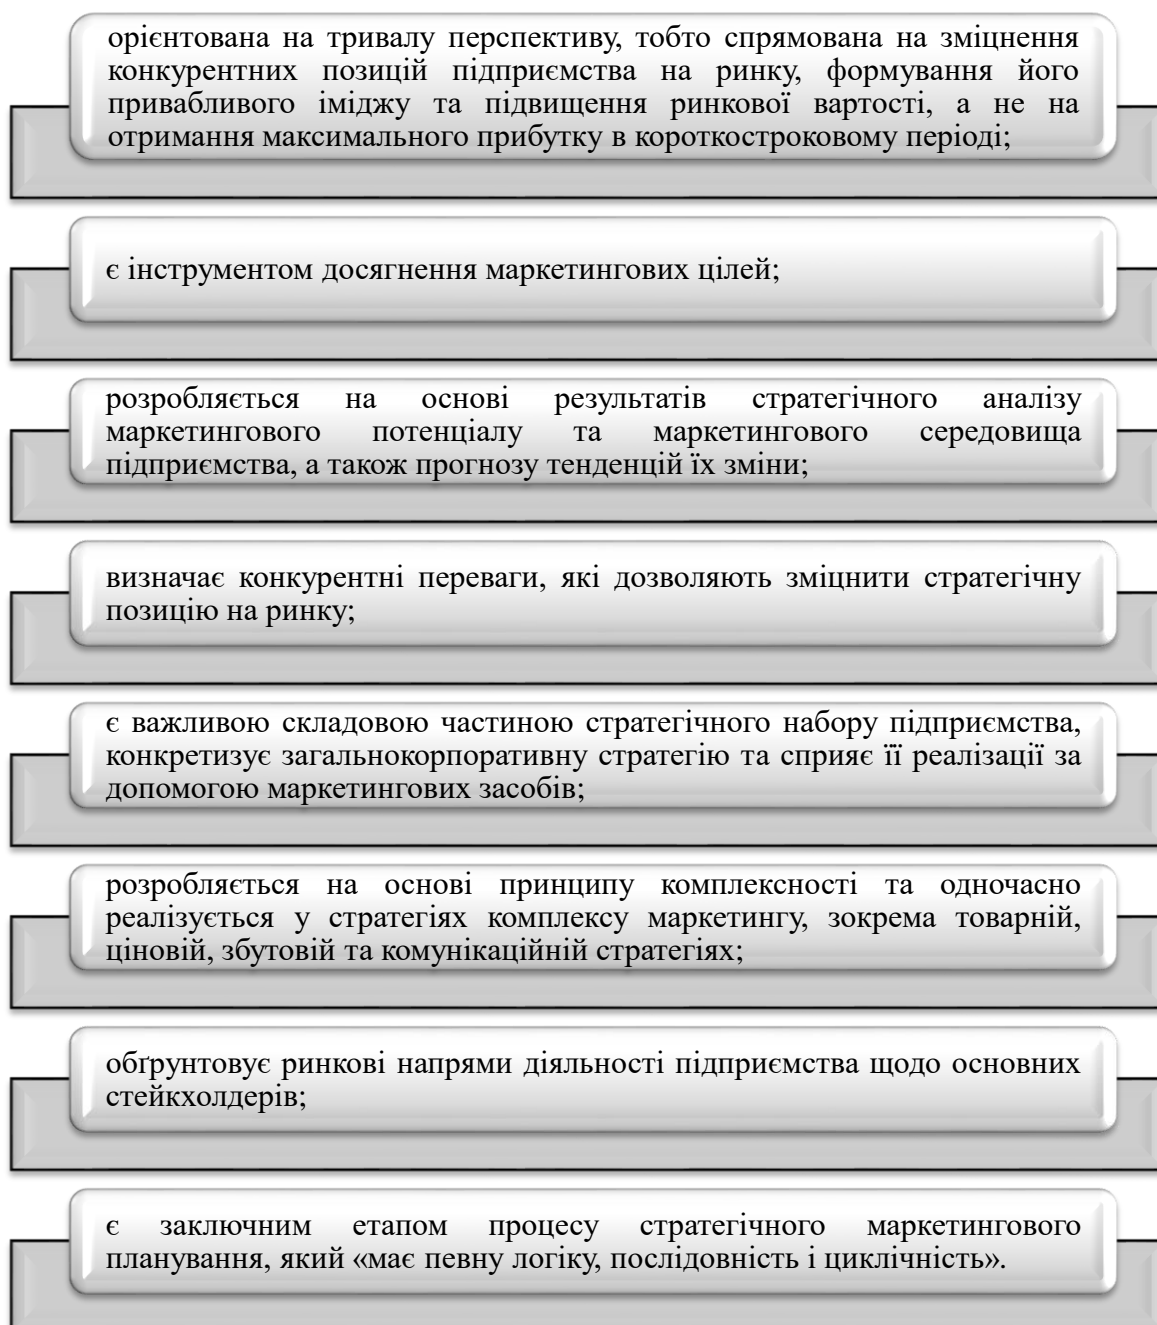 орієнтована на тривалу перспективу, тобто спрямована на зміцнення
конкурентних позицій підприємства на ринку, формування його
привабливого іміджу та підвищення ринкової вартості, а не на
отримання максимального прибутку в короткостроковому періоді;
є інструментом досягнення маркетингових цілей;
розробляється на основі результатів стратегічного аналізу
маркетингового потенціалу та маркетингового середовища
підприємства, а також прогнозу тенденцій їх зміни;
визначає конкурентні переваги, які дозволяють зміцнити стратегічну
позицію на ринку;
є важливою складовою частиною стратегічного набору підприємства,
конкретизує загальнокорпоративну стратегію та сприяє її реалізації за
допомогою маркетингових засобів;
розробляється на основі принципу комплексності та одночасно
реалізується у стратегіях комплексу маркетингу, зокрема товарній,
ціновій, збутовій та комунікаційній стратегіях;
обґрунтовує ринкові напрями діяльності підприємства щодо основних
стейкхолдерів;
є заключним етапом процесу стратегічного маркетингового
планування, який «має певну логіку, послідовність і циклічність».